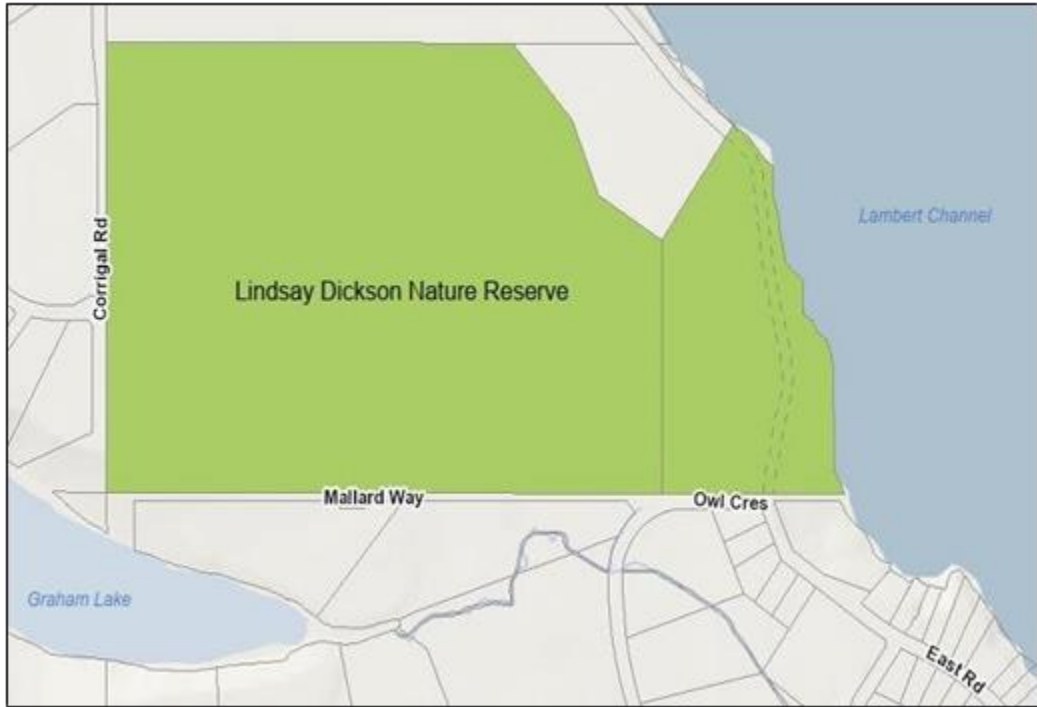 Lambert Channel
Corrigal Rd
Lindsay Dickson Nature Reserve
Mallard Way
Owl Cres
Graham Lake
East Rd